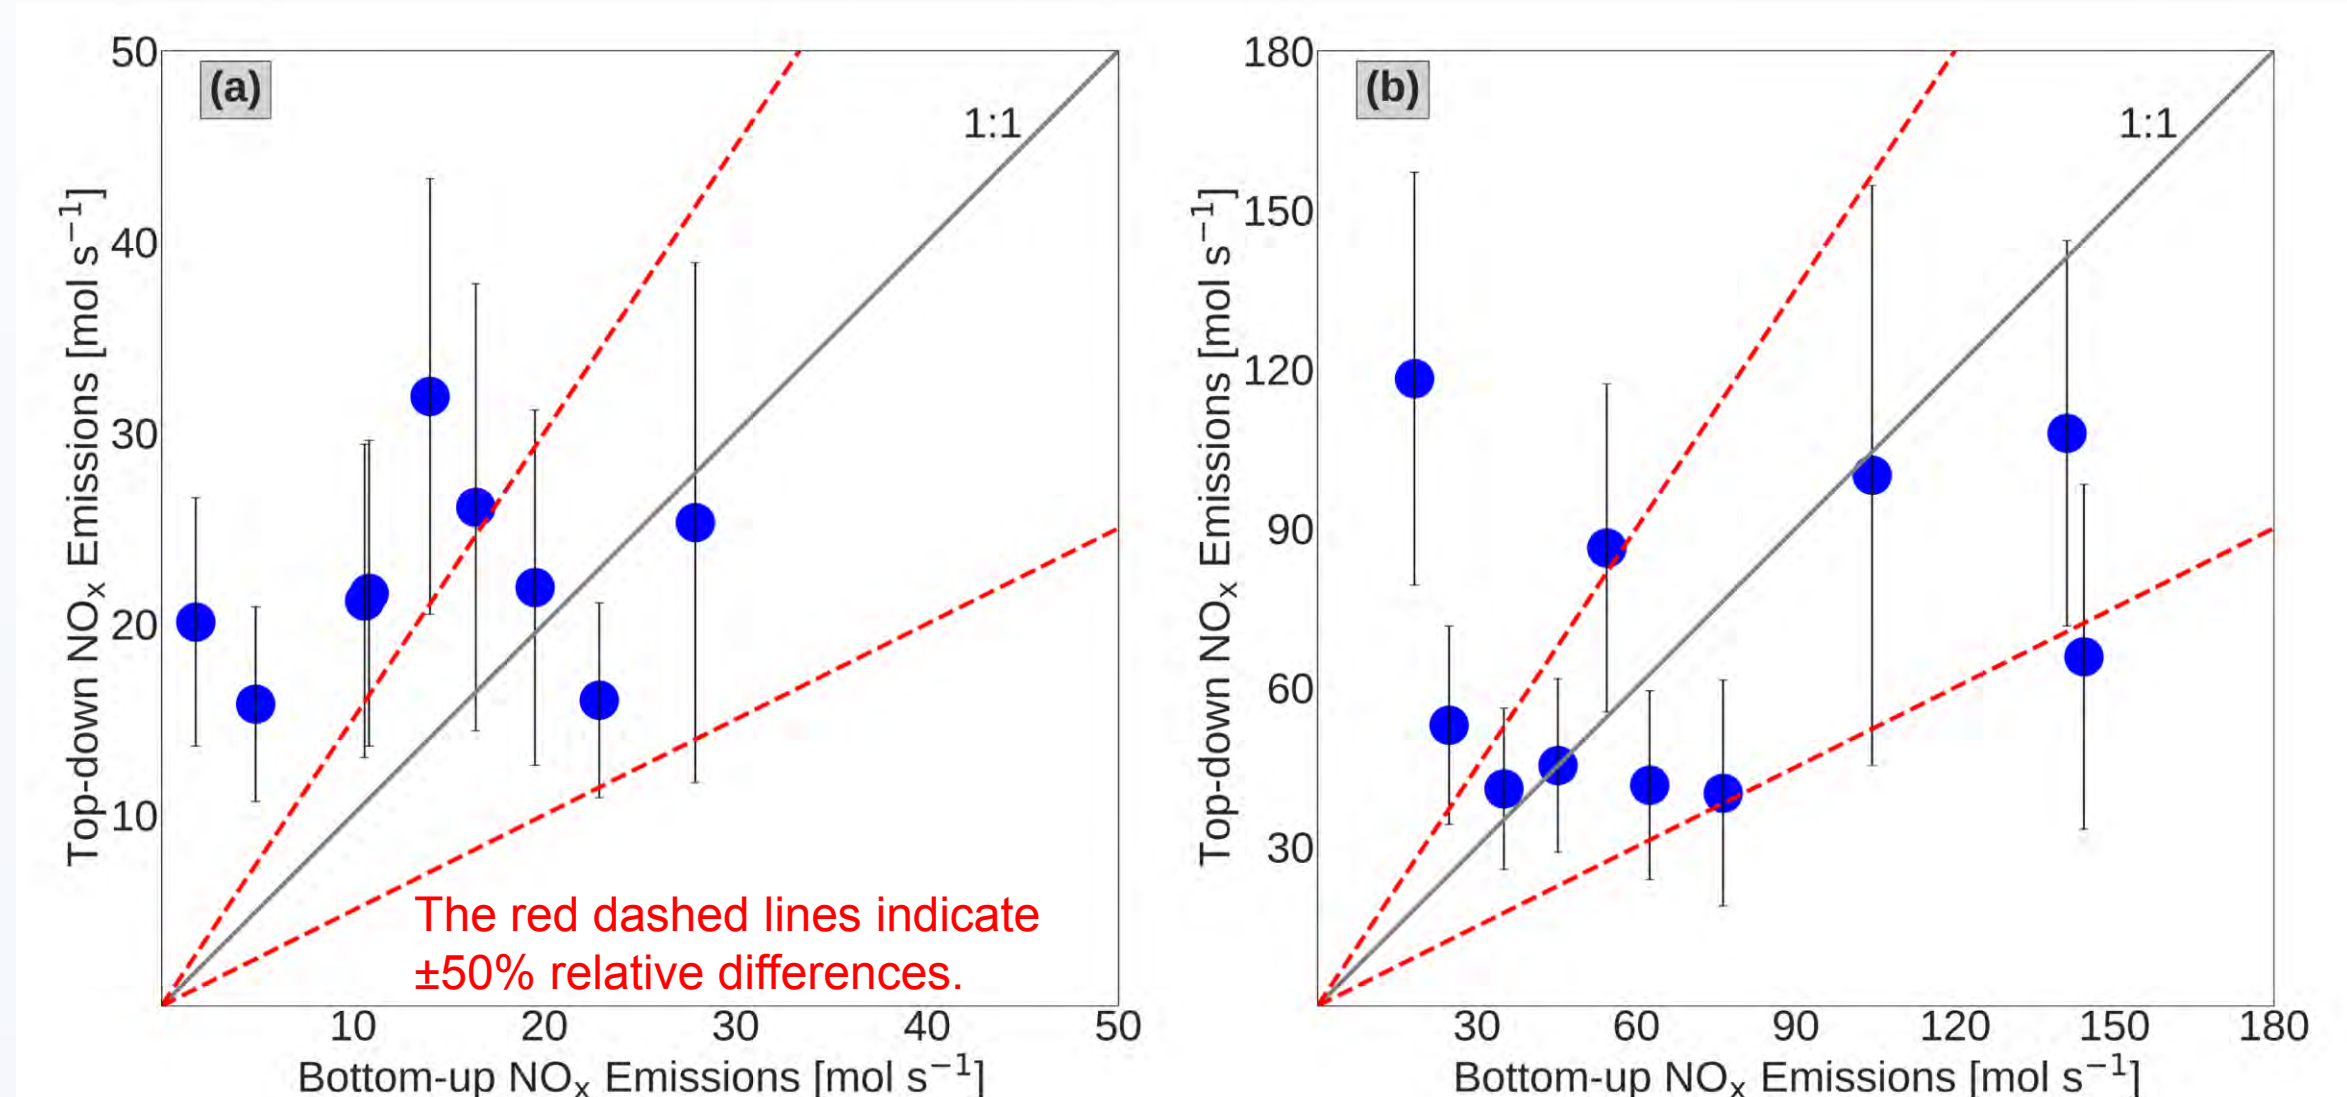 (a)
1:1
50
40
30
20
10
Top-down NOₓ Emissions [mol s⁻¹]
The red dashed lines indicate
±50% relative differences.
10 20 30 40 50
Bottom-up NOₓ Emissions [mol s⁻¹]
(b)
1:1
180
150
120
90
60
30
Top-down NOₓ Emissions [mol s⁻¹]
30 60 90 120 150 180
Bottom-up NOₓ Emissions [mol s⁻¹]